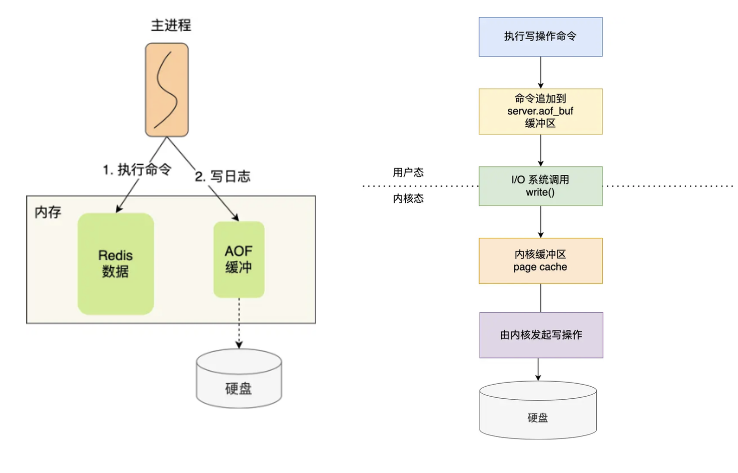 主进程
1. 执行命令
2. 写日志
内存
Redis
数据
AOF
缓冲
硬盘
执行写操作命令
命令追加到
server.aof_buf
缓冲区
用户态
I/O 系统调用
write()
内核态
内核缓冲区
page cache
由内核发起写操作
硬盘